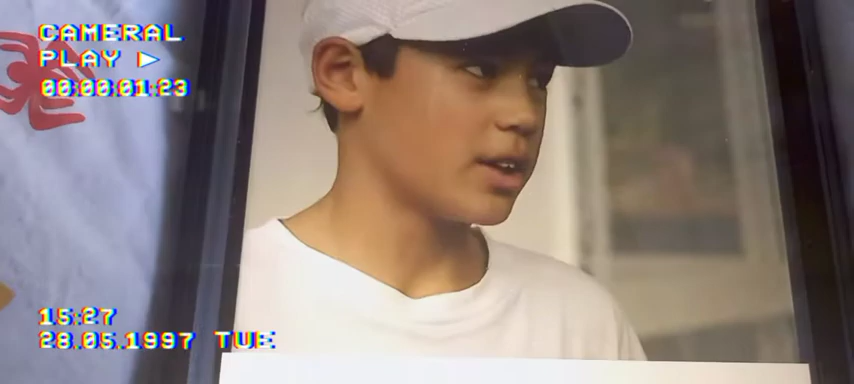 CAMERAL
PLAY ▶
00:00:01:23
15:27
28.05.1997 TUE